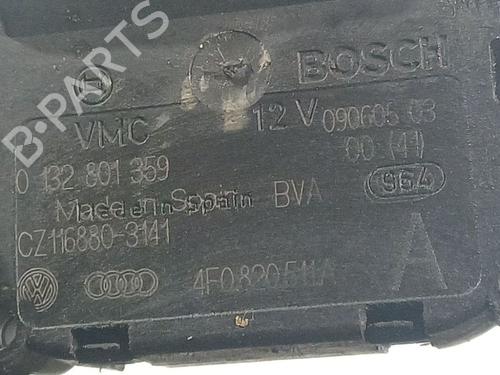 B-PARTS
BOSCH
VMC 12 V 090605 03
00 (41)
0 132 801 359 964
Made in Spain BVA
CZ116880-3141
A
4F0.820.511.A